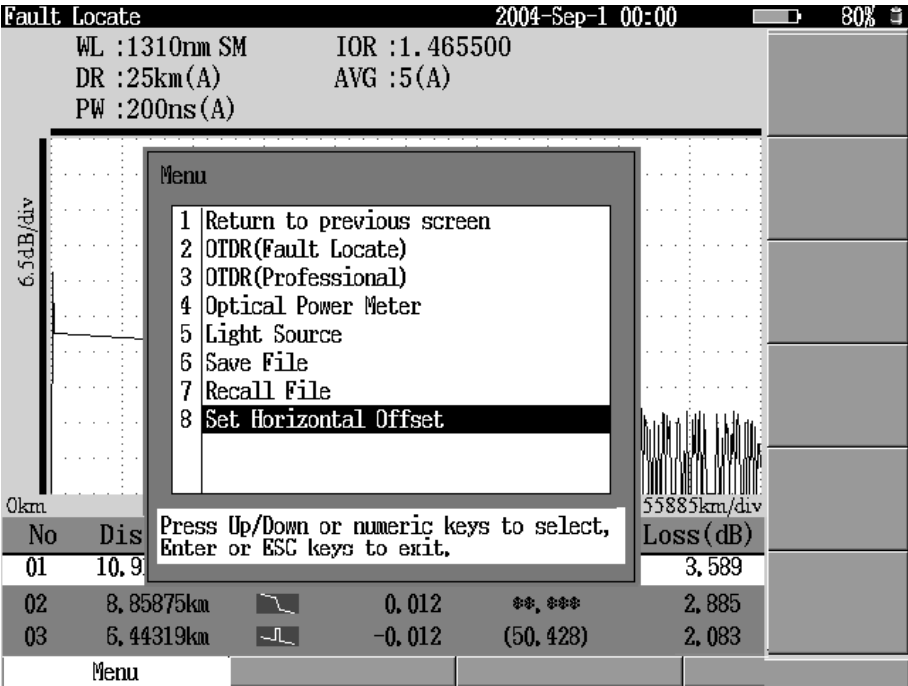 Fault Locate 2004-Sep-1 00:00 80%
WL :1310nm SM IOR :1.465500
DR :25km(A) AVG :5(A)
PW :200ns(A)
6.5dB/div
Menu
1 Return to previous screen
2 OTDR(Fault Locate)
3 OTDR(Professional)
4 Optical Power Meter
5 Light Source
6 Save File
7 Recall File
8 Set Horizontal Offset
0km 55885km/div
Press Up/Down or numeric keys to select,
Enter or ESC keys to exit.
No Dis Loss(dB)
01 10.9 3.589
02 8.85875km 0.012 **.*** 2.885
03 6.44319km -0.012 (50.428) 2.083
Menu